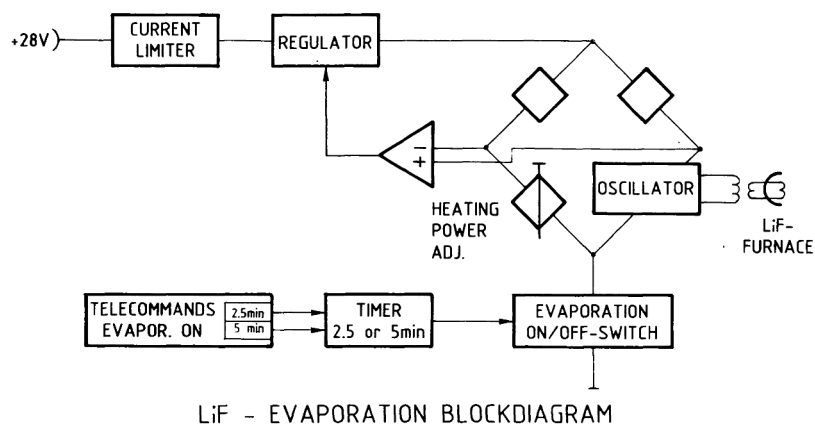 +28V
CURRENT
LIMITER
REGULATOR
-
+
HEATING
POWER
ADJ.
OSCILLATOR
LiF-
FURNACE
TELECOMMANDS
EVAPOR. ON
2.5min
5 min
TIMER
2.5 or 5min
EVAPORATION
ON/OFF-SWITCH
LiF - EVAPORATION BLOCKDIAGRAM